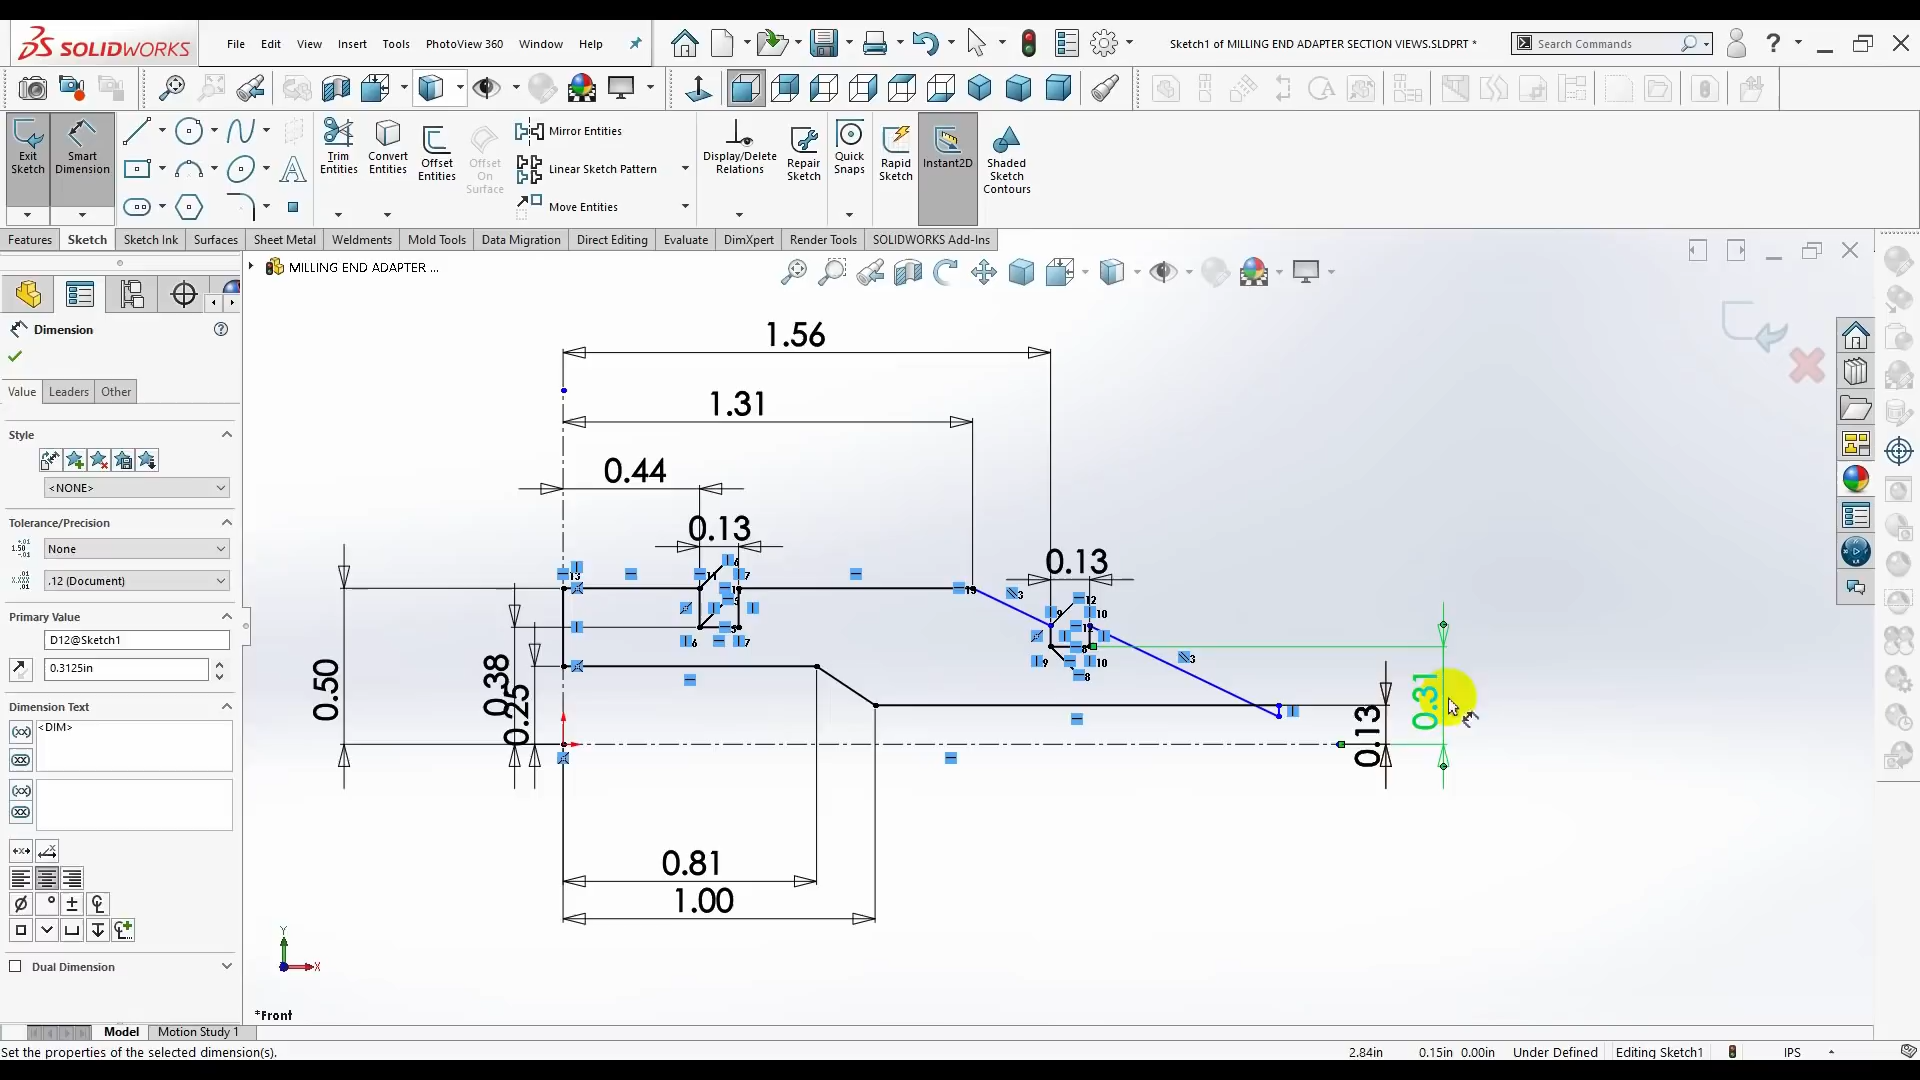 SOLIDWORKS
File Edit View Insert Tools PhotoView 360 Window Help
Sketch1 of MILLING END ADAPTER SECTION VIEWS.SLDPRT *
Search Commands
Exit Sketch
Smart Dimension
Trim Entities
Convert Entities
Offset Entities
Offset On Surface
Mirror Entities
Linear Sketch Pattern
Move Entities
Display/Delete Relations
Repair Sketch
Quick Snaps
Rapid Sketch
Instant2D
Shaded Sketch Contours
Features Sketch Sketch Ink Surfaces Sheet Metal Weldments Mold Tools Data Migration Direct Editing Evaluate DimXpert Render Tools SOLIDWORKS Add-Ins
MILLING END ADAPTER ...
Dimension
Value Leaders Other
Style
<NONE>
Tolerance/Precision
None
.12 (Document)
Primary Value
D12@Sketch1
0.3125in
Dimension Text
<DIM>
Dual Dimension
1.56
1.31
0.44
0.13
0.13
0.50
0.38
0.25
0.31
0.13
0.81
1.00
Y
X
*Front
Model Motion Study 1
Set the properties of the selected dimension(s).
2.84in 0.15in 0.00in Under Defined Editing Sketch1 IPS